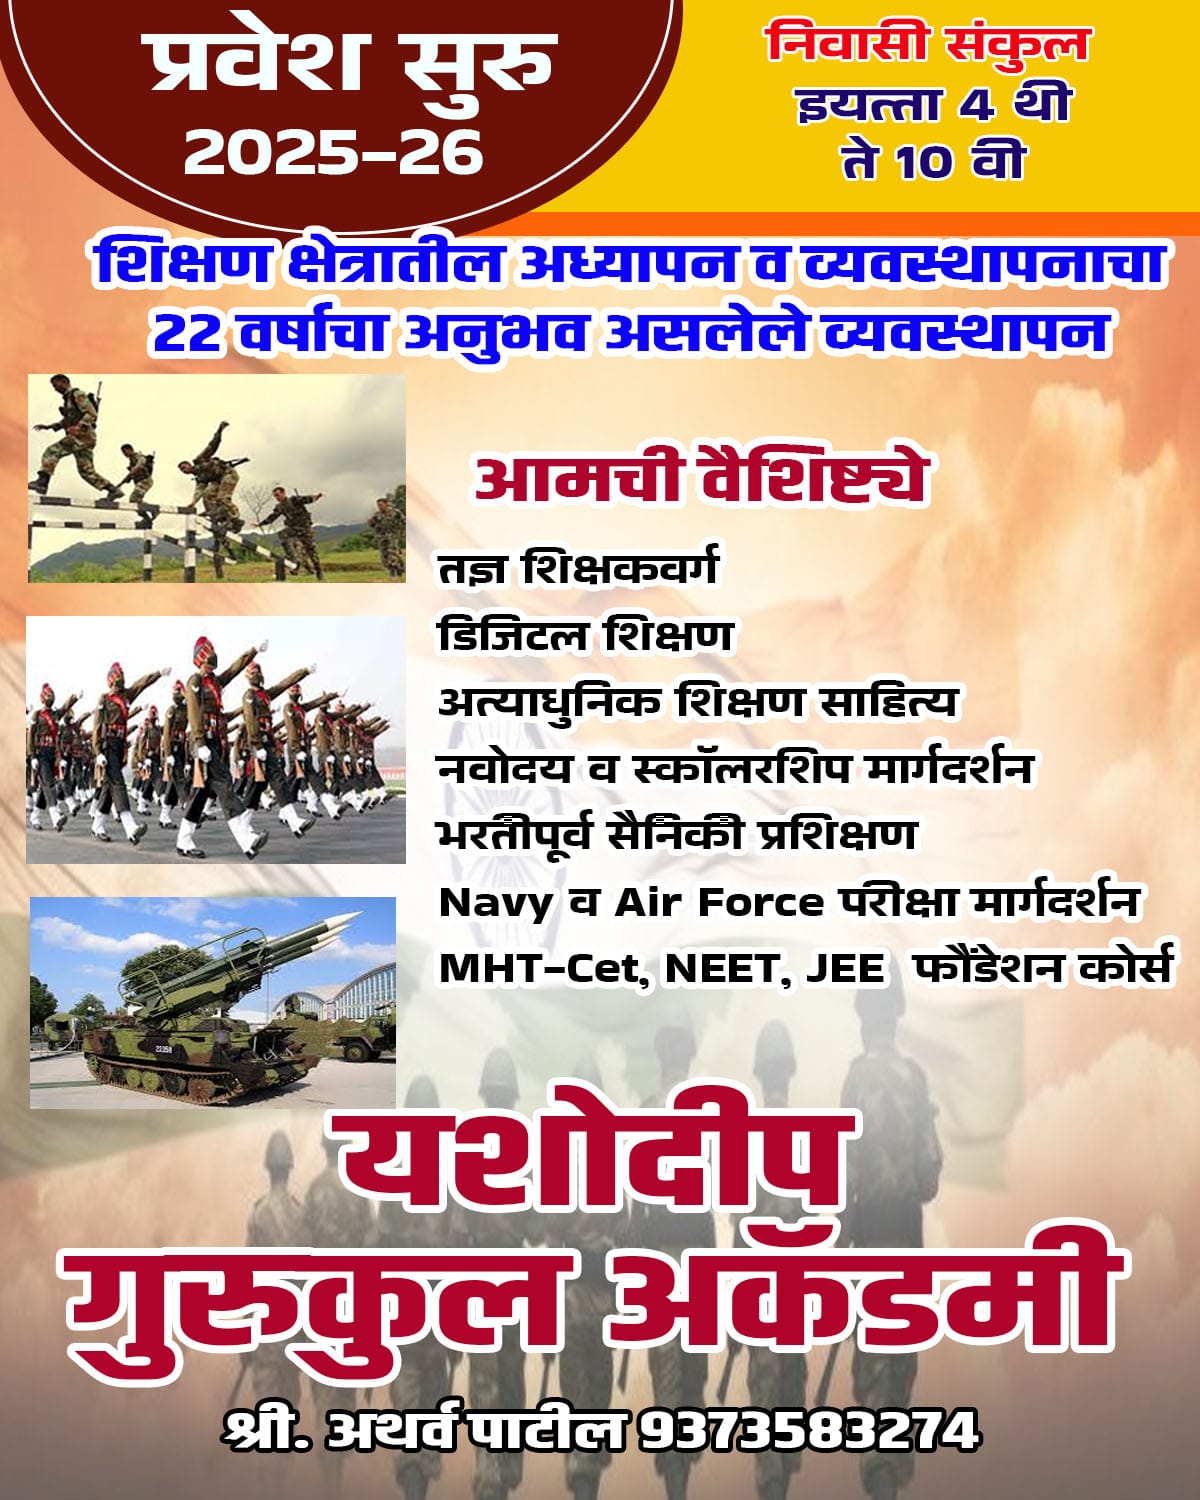 प्रवेश सुरु
2025-26
निवासी संकुल
इयत्ता 4 थी
ते 10 वी
शिक्षण क्षेत्रातील अध्यापन व व्यवस्थापनाचा
22 वर्षाचा अनुभव असलेले व्यवस्थापन
आमची वैशिष्ट्ये
तज्ञ शिक्षकवर्ग
डिजिटल शिक्षण
अत्याधुनिक शिक्षण साहित्य
नवोदय व स्कॉलरशिप मार्गदर्शन
भरतीपूर्व सैनिकी प्रशिक्षण
Navy व Air Force परीक्षा मार्गदर्शन
MHT-Cet, NEET, JEE फौंडेशन कोर्स
यशोदीप
गुरुकुल अकॅडमी
श्री. अथर्व पाटील 9373583274